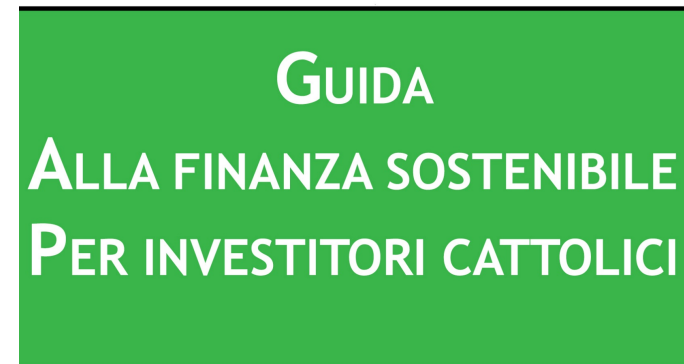 GUIDA
ALLA FINANZA SOSTENIBILE
PER INVESTITORI CATTOLICI